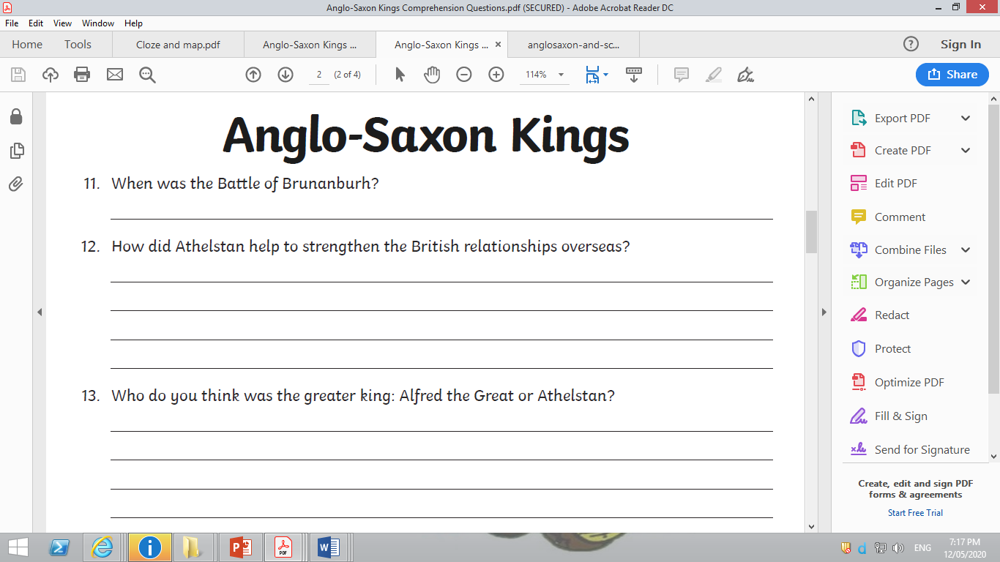 Anglo-Saxon Kings Comprehension Questions.pdf (SECURED) - Adobe Acrobat Reader DC
File Edit View Window Help
Home Tools Cloze and map.pdf Anglo-Saxon Kings ... Anglo-Saxon Kings ... × anglosaxon-and-sc... ? Sign In
2 (2 of 4) 114% Share
Anglo-Saxon Kings
11. When was the Battle of Brunanburh?
12. How did Athelstan help to strengthen the British relationships overseas?
13. Who do you think was the greater king: Alfred the Great or Athelstan?
Export PDF
Create PDF
Edit PDF
Comment
Combine Files
Organize Pages
Redact
Protect
Optimize PDF
Fill & Sign
Send for Signature
Create, edit and sign PDF
forms & agreements
Start Free Trial
ENG
7:17 PM
12/05/2020